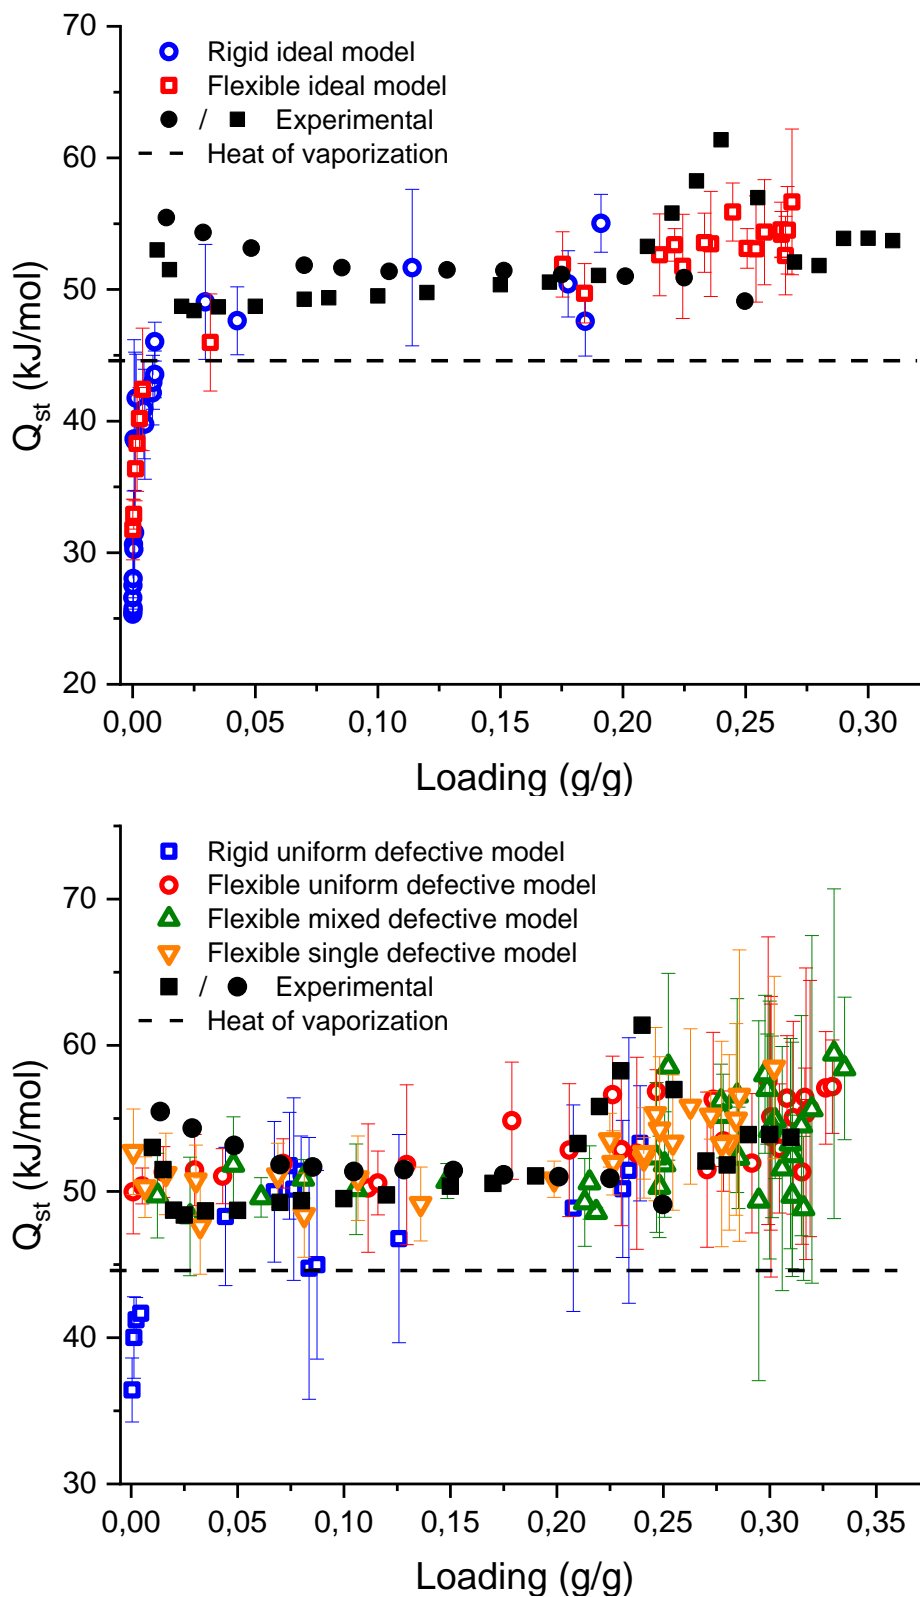 70
Rigid ideal model
Flexible ideal model
/ Experimental
Heat of vaporization
60
50
40
30
20
Qst (kJ/mol)
0,00 0,05 0,10 0,15 0,20 0,25 0,30
Loading (g/g)
Rigid uniform defective model
Flexible uniform defective model
Flexible mixed defective model
Flexible single defective model
/ Experimental
Heat of vaporization
70
60
50
40
30
Qst (kJ/mol)
0,00 0,05 0,10 0,15 0,20 0,25 0,30 0,35
Loading (g/g)